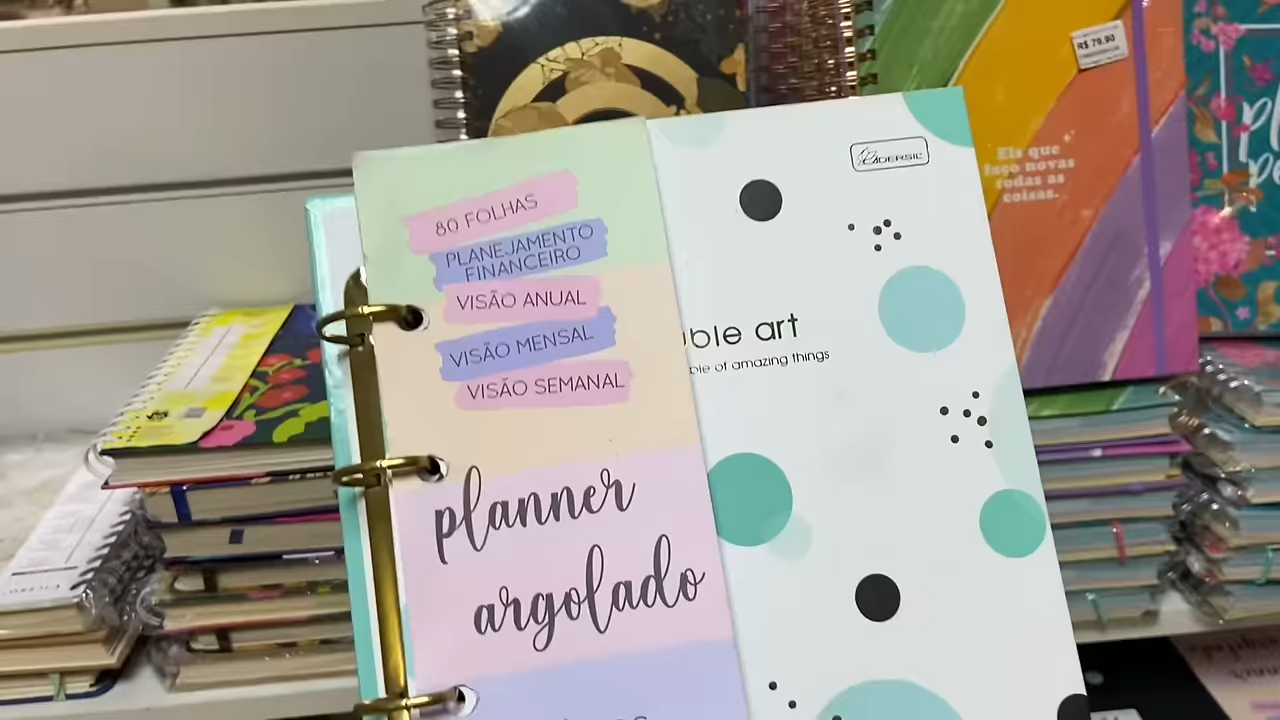 80 FOLHAS
PLANEJAMENTO
FINANCEIRO
VISÃO ANUAL
VISÃO MENSAL
VISÃO SEMANAL
planner
argolado
ADERSIL
ble art
ple of amazing things
R$ 79,90
Eis que
faço novas
todas as
coisas.